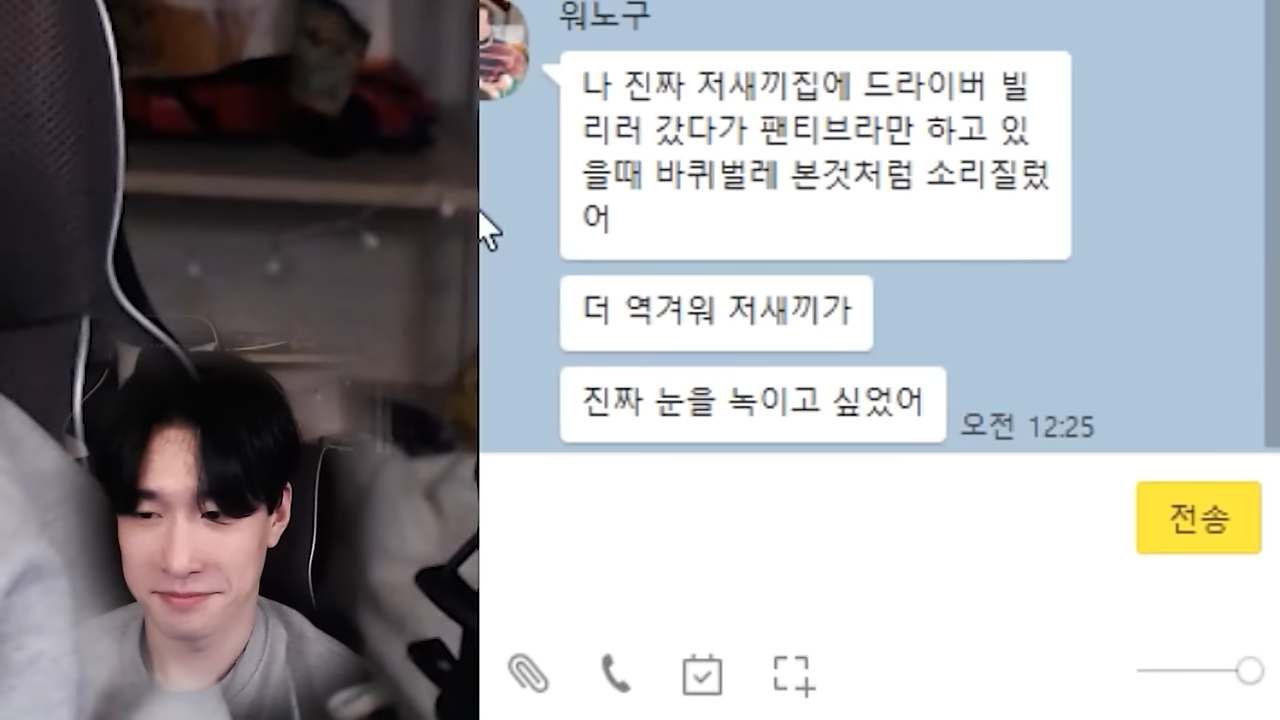 워노구
나 진짜 저새끼집에 드라이버 빌
리러 갔다가 팬티브라만 하고 있
을때 바퀴벌레 본것처럼 소리질렀
어
더 역겨워 저새끼가
진짜 눈을 녹이고 싶었어
오전 12:25
전송